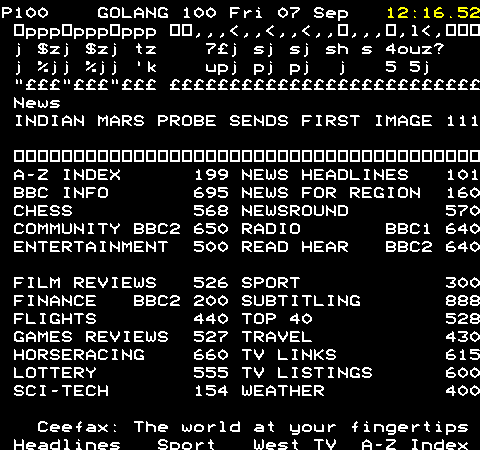 P100 GOLANG 100 Fri 07 Sep 12:16.52
▯ppp▯ppp▯ppp ▯▯,,,<,,<,,<,,▯,,,▯,l<,▯▯▯
j $zj $zj tz 7£j sj sj sh s 4ouz?
j ¾jj ¾jj 'k upj pj pj j 5 5j
"£££"£££"£££ ££££££££££££££££££££££££££
News
INDIAN MARS PROBE SENDS FIRST IMAGE 111
▯▯▯▯▯▯▯▯▯▯▯▯▯▯▯▯▯▯▯▯▯▯▯▯▯▯▯▯▯▯▯▯▯▯▯▯▯▯▯
A-Z INDEX 199 NEWS HEADLINES 101
BBC INFO 695 NEWS FOR REGION 160
CHESS 568 NEWSROUND 570
COMMUNITY BBC2 650 RADIO BBC1 640
ENTERTAINMENT 500 READ HEAR BBC2 640
FILM REVIEWS 526 SPORT 300
FINANCE BBC2 200 SUBTITLING 888
FLIGHTS 440 TOP 40 528
GAMES REVIEWS 527 TRAVEL 430
HORSERACING 660 TV LINKS 615
LOTTERY 555 TV LISTINGS 600
SCI-TECH 154 WEATHER 400
Ceefax: The world at your fingertips
Headlines Sport West TV A-Z Index